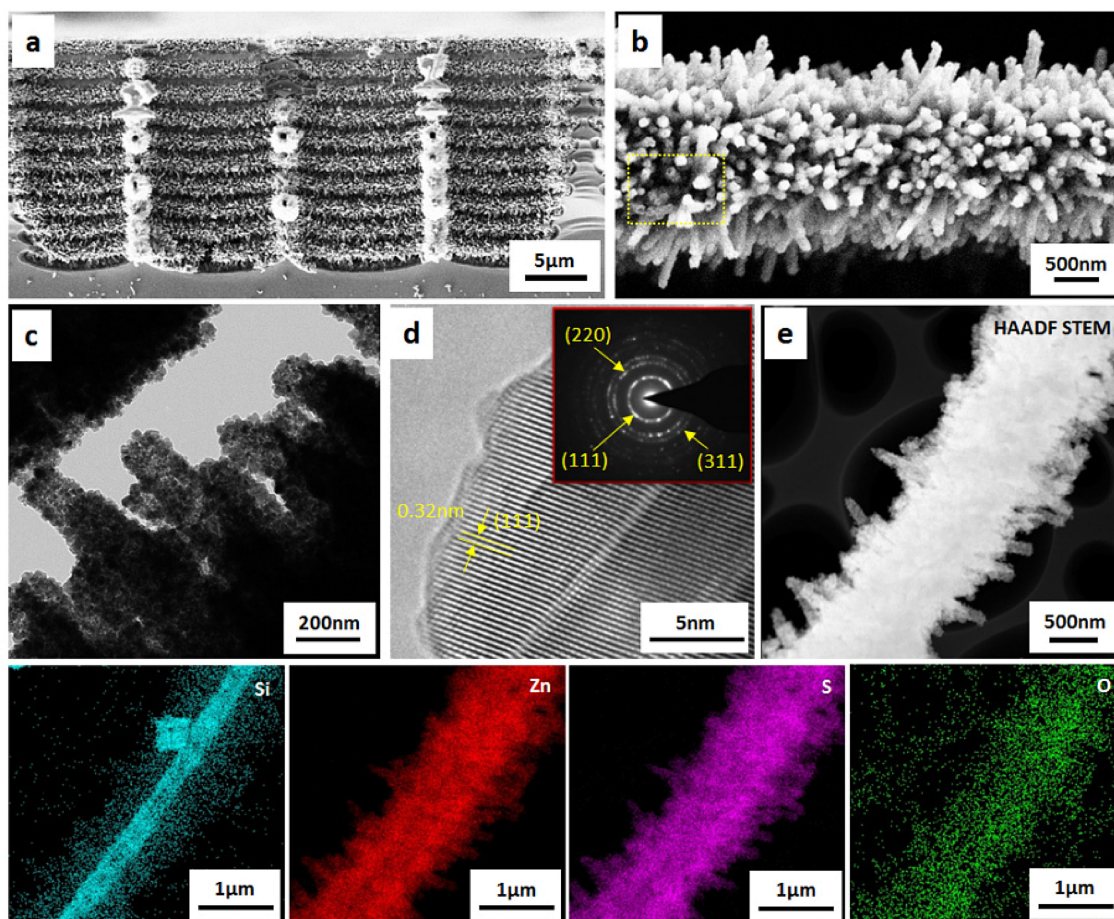 a
5μm
b
500nm
c
200nm
d
(220)
(111)
(311)
0.32nm
(111)
5nm
e
HAADF STEM
500nm
Si
1μm
Zn
1μm
S
1μm
O
1μm